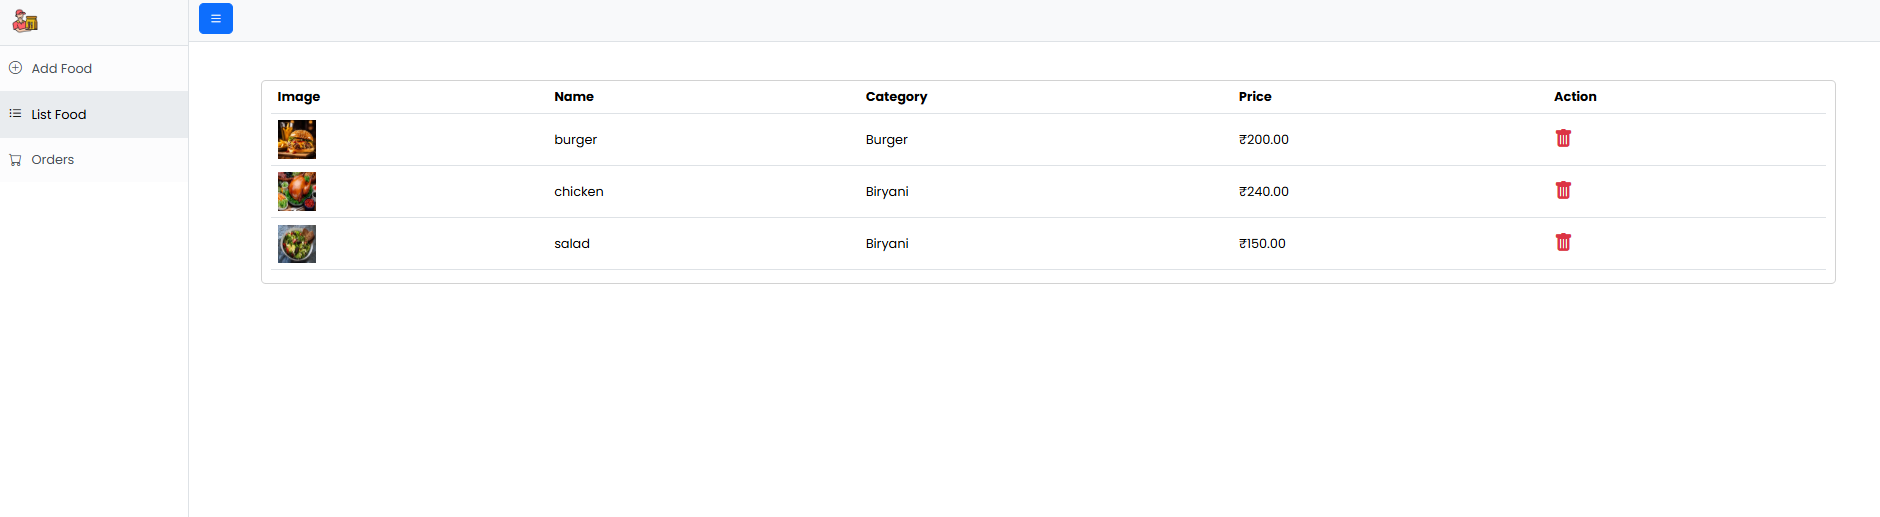 Add Food
List Food
Orders
Image Name Category Price Action
burger Burger ₹200.00
chicken Biryani ₹240.00
salad Biryani ₹150.00